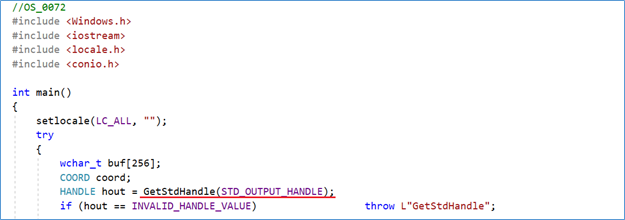 //OS_0072
#include <Windows.h>
#include <iostream>
#include <locale.h>
#include <conio.h>
int main()
{
setlocale(LC_ALL, "");
try
{
wchar_t buf[256];
COORD coord;
HANDLE hout = GetStdHandle(STD_OUTPUT_HANDLE);
if (hout == INVALID_HANDLE_VALUE) throw L"GetStdHandle";